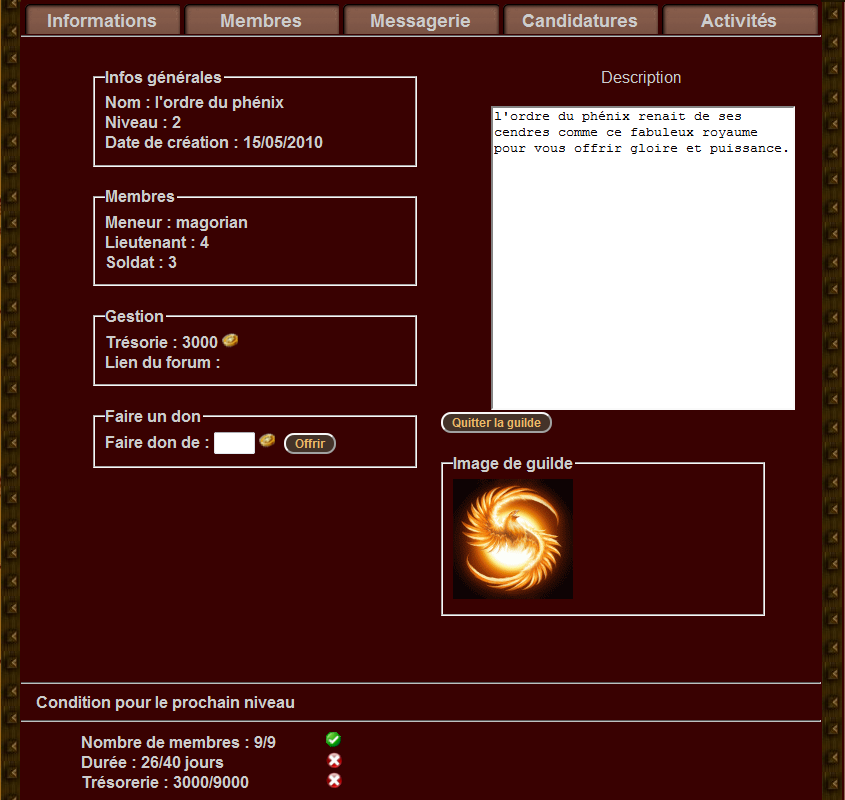 Informations
Membres
Messagerie
Candidatures
Activités
Infos générales
Nom : l'ordre du phénix
Niveau : 2
Date de création : 15/05/2010
Membres
Meneur : magorian
Lieutenant : 4
Soldat : 3
Gestion
Trésorie : 3000
Lien du forum :
Faire un don
Faire don de :
Offrir
Description
l'ordre du phénix renait de ses
cendres comme ce fabuleux royaume
pour vous offrir gloire et puissance.
Quitter la guilde
Image de guilde
Condition pour le prochain niveau
Nombre de membres : 9/9
Durée : 26/40 jours
Trésorerie : 3000/9000